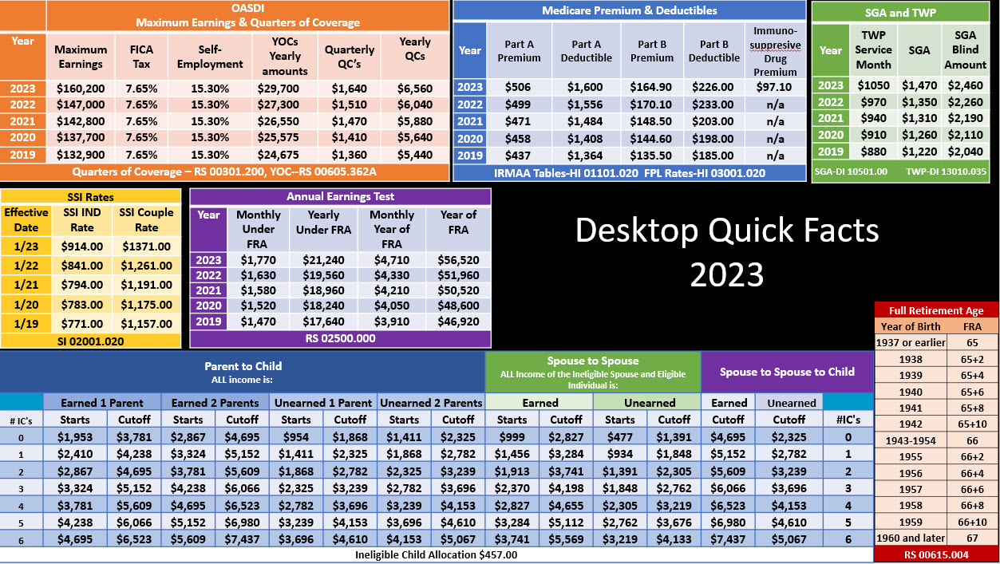 OASDI
Maximum Earnings & Quarters of Coverage
Year
Maximum Earnings
FICA Tax
Self-Employment
YOCs Yearly amounts
Quarterly QC’s
Yearly QCs
2023 $160,200 7.65% 15.30% $29,700 $1,640 $6,560
2022 $147,000 7.65% 15.30% $27,300 $1,510 $6,040
2021 $142,800 7.65% 15.30% $26,550 $1,470 $5,880
2020 $137,700 7.65% 15.30% $25,575 $1,410 $5,640
2019 $132,900 7.65% 15.30% $24,675 $1,360 $5,440
Quarters of Coverage – RS 00301.200, YOC--RS 00605.362A
Medicare Premium & Deductibles
Year
Part A Premium
Part A Deductible
Part B Premium
Part B Deductible
Immuno-suppresive Drug Premium
2023 $506 $1,600 $164.90 $226.00 $97.10
2022 $499 $1,556 $170.10 $233.00 n/a
2021 $471 $1,484 $148.50 $203.00 n/a
2020 $458 $1,408 $144.60 $198.00 n/a
2019 $437 $1,364 $135.50 $185.00 n/a
IRMAA Tables-HI 01101.020 FPL Rates-HI 03001.020
SGA and TWP
Year
TWP Service Month
SGA
SGA Blind Amount
2023 $1050 $1,470 $2,460
2022 $970 $1,350 $2,260
2021 $940 $1,310 $2,190
2020 $910 $1,260 $2,110
2019 $880 $1,220 $2,040
SGA-DI 10501.00 TWP-DI 13010.035
SSI Rates
Effective Date
SSI IND Rate
SSI Couple Rate
1/23 $914.00 $1371.00
1/22 $841.00 $1,261.00
1/21 $794.00 $1,191.00
1/20 $783.00 $1,175.00
1/19 $771.00 $1,157.00
SI 02001.020
Annual Earnings Test
Year
Monthly Under FRA
Yearly Under FRA
Monthly Year of FRA
Year of FRA
2023 $1,770 $21,240 $4,710 $56,520
2022 $1,630 $19,560 $4,330 $51,960
2021 $1,580 $18,960 $4,210 $50,520
2020 $1,520 $18,240 $4,050 $48,600
2019 $1,470 $17,640 $3,910 $46,920
RS 02500.000
Desktop Quick Facts
2023
Parent to Child
ALL income is:
Spouse to Spouse
ALL Income of the Ineligible Spouse and Eligible
Individual is:
Spouse to Spouse to Child
Earned 1 Parent Earned 2 Parents Unearned 1 Parent Unearned 2 Parents Earned Unearned Earned Unearned
# IC's Starts Cutoff Starts Cutoff Starts Cutoff Starts Cutoff Starts Cutoff Starts Cutoff Cutoff Cutoff #IC's
0 $1,953 $3,781 $2,867 $4,695 $954 $1,868 $1,411 $2,325 $999 $2,827 $477 $1,391 $4,695 $2,325 0
1 $2,410 $4,238 $3,324 $5,152 $1,411 $2,325 $1,868 $2,782 $1,456 $3,284 $934 $1,848 $5,152 $2,782 1
2 $2,867 $4,695 $3,781 $5,609 $1,868 $2,782 $2,325 $3,239 $1,913 $3,741 $1,391 $2,305 $5,609 $3,239 2
3 $3,324 $5,152 $4,238 $6,066 $2,325 $3,239 $2,782 $3,696 $2,370 $4,198 $1,848 $2,762 $6,066 $3,696 3
4 $3,781 $5,609 $4,695 $6,523 $2,782 $3,696 $3,239 $4,153 $2,827 $4,655 $2,305 $3,219 $6,523 $4,153 4
5 $4,238 $6,066 $5,152 $6,980 $3,239 $4,153 $3,696 $4,610 $3,284 $5,112 $2,762 $3,676 $6,980 $4,610 5
6 $4,695 $6,523 $5,609 $7,437 $3,696 $4,610 $4,153 $5,067 $3,741 $5,569 $3,219 $4,133 $7,437 $5,067 6
Ineligible Child Allocation $457.00
Full Retirement Age
Year of Birth FRA
1937 or earlier 65
1938 65+2
1939 65+4
1940 65+6
1941 65+8
1942 65+10
1943-1954 66
1955 66+2
1956 66+4
1957 66+6
1958 66+8
1959 66+10
1960 and later 67
RS 00615.004